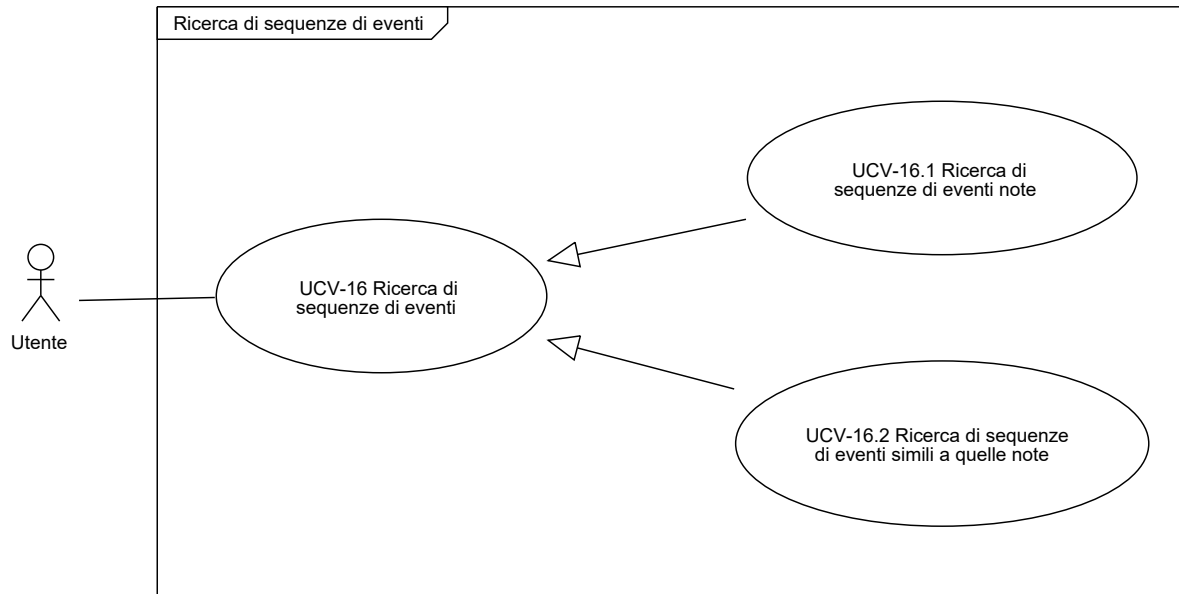 Ricerca di sequenze di eventi
UCV-16.1 Ricerca di
sequenze di eventi note
UCV-16 Ricerca di
sequenze di eventi
Utente
UCV-16.2 Ricerca di sequenze
di eventi simili a quelle note